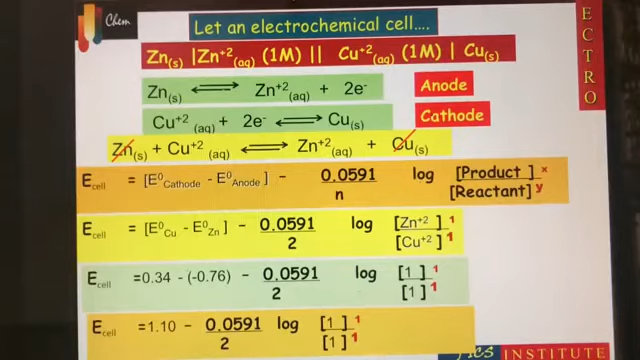 Chem
Let an electrochemical cell....
E
C
T
R
O
Zn(s) |Zn+2(aq) (1M) || Cu+2(aq) (1M) | Cu(s)
Zn(s) ⇌ Zn+2(aq) + 2e-
Anode
Cu+2(aq) + 2e- ⇌ Cu(s)
Cathode
Zn(s) + Cu+2(aq) ⇌ Zn+2(aq) + Cu(s)
Ecell = [E0Cathode - E0Anode ] - 0.0591 log [Product ]x
n [Reactant]y
Ecell = [E0Cu - E0Zn ] - 0.0591 log [Zn+2 ]1
2 [Cu+2 ]1
Ecell =0.34 - (-0.76) - 0.0591 log [1 ]1
2 [1 ]1
Ecell =1.10 - 0.0591 log [1 ]1
2 [1 ]1
INSTITUTE